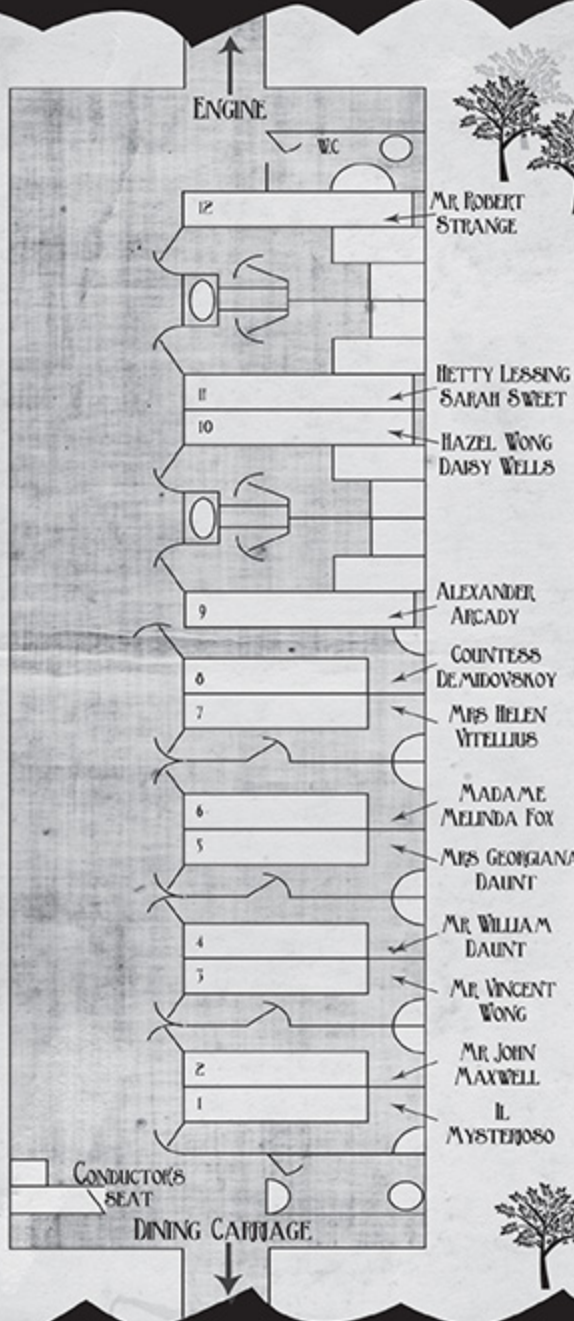 ENGINE
W.C
12
MR ROBERT
STRANGE
11
HETTY LESSING
SARAH SWEET
10
HAZEL WONG
DAISY WELLS
9
ALEXANDER
ARCADY
8
COUNTESS
DEMIDOVSKOY
7
MRS HELEN
VITELLIUS
6
MADAME
MELINDA FOX
5
MRS GEORGIANA
DAUNT
4
MR WILLIAM
DAUNT
3
MR VINCENT
WONG
2
MR JOHN
MAXWELL
1
IL
MYSTERIOSO
CONDUCTOR'S
SEAT
DINING CARRIAGE